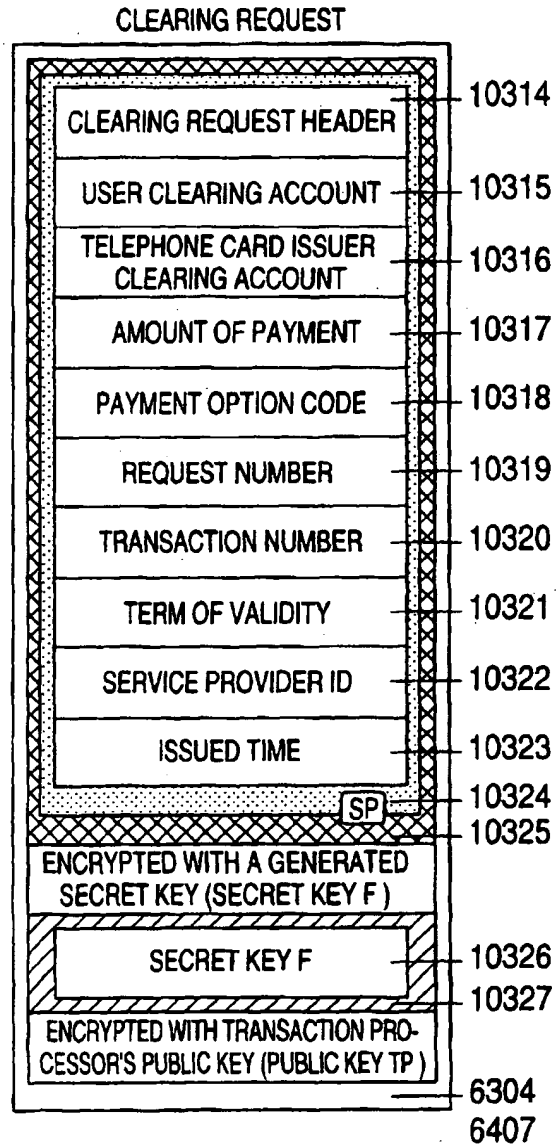 CLEARING REQUEST
CLEARING REQUEST HEADER
10314
USER CLEARING ACCOUNT
10315
TELEPHONE CARD ISSUER
CLEARING ACCOUNT
10316
AMOUNT OF PAYMENT
10317
PAYMENT OPTION CODE
10318
REQUEST NUMBER
10319
TRANSACTION NUMBER
10320
TERM OF VALIDITY
10321
SERVICE PROVIDER ID
10322
ISSUED TIME
10323
SP
10324
10325
ENCRYPTED WITH A GENERATED
SECRET KEY (SECRET KEY F )
SECRET KEY F
10326
10327
ENCRYPTED WITH TRANSACTION PRO-
CESSOR'S PUBLIC KEY (PUBLIC KEY TP )
6304
6407